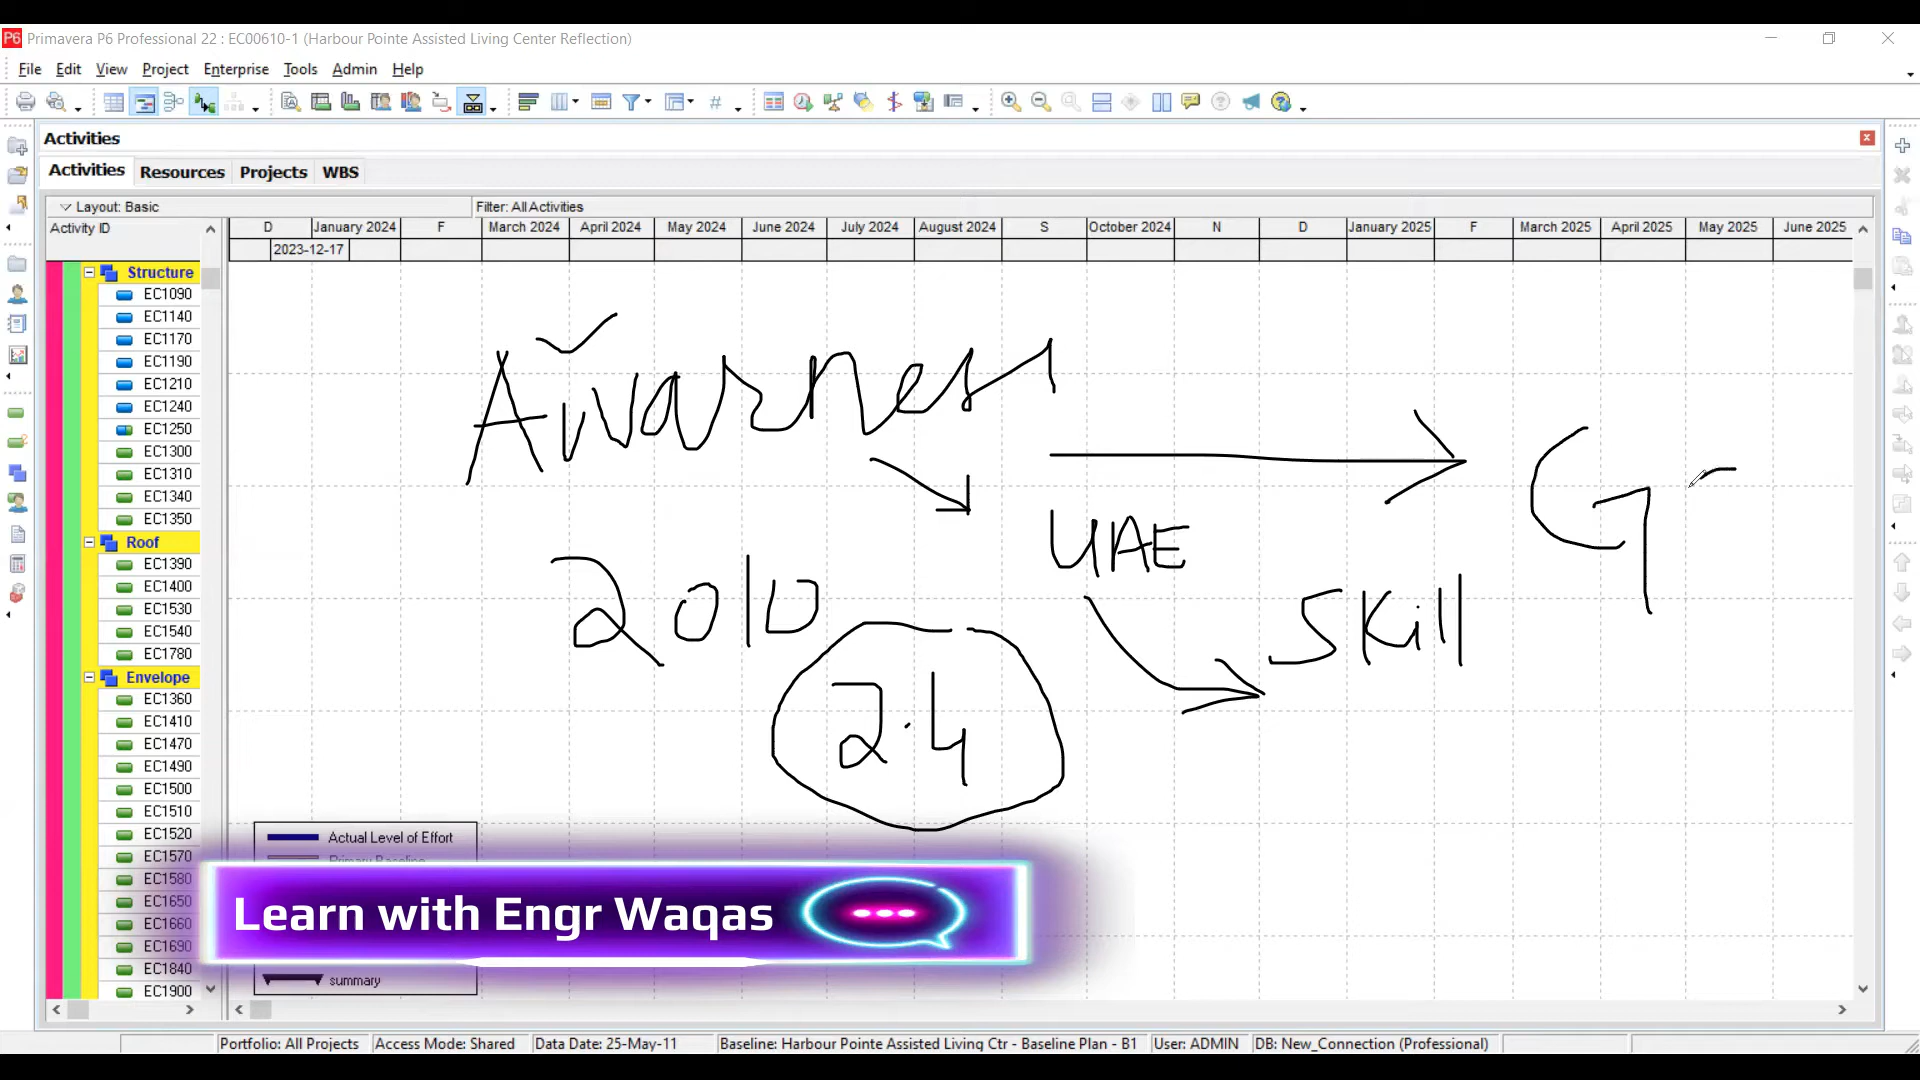 P6 Primavera P6 Professional 22 : EC00610-1 (Harbour Pointe Assisted Living Center Reflection)
File Edit View Project Enterprise Tools Admin Help
Activities
Activities Resources Projects WBS
Layout: Basic Filter: All Activities
Activity ID
D January 2024 F March 2024 April 2024 May 2024 June 2024 July 2024 August 2024 S October 2024 N D January 2025 F March 2025 April 2025 May 2025 June 2025
2023-12-17
Structure
EC1090
EC1140
EC1170
EC1190
EC1210
EC1240
EC1250
EC1300
EC1310
EC1340
EC1350
Roof
EC1390
EC1400
EC1530
EC1540
EC1780
Envelope
EC1360
EC1410
EC1470
EC1490
EC1500
EC1510
EC1520
EC1570
EC1580
EC1650
EC1660
EC1690
EC1840
EC1900
Awarness
G
UAE
2010
Skill
2.4
Actual Level of Effort
Primary Baseline
Learn with Engr Waqas
summary
Portfolio: All Projects Access Mode: Shared Data Date: 25-May-11 Baseline: Harbour Pointe Assisted Living Ctr - Baseline Plan - B1 User: ADMIN DB: New_Connection (Professional)